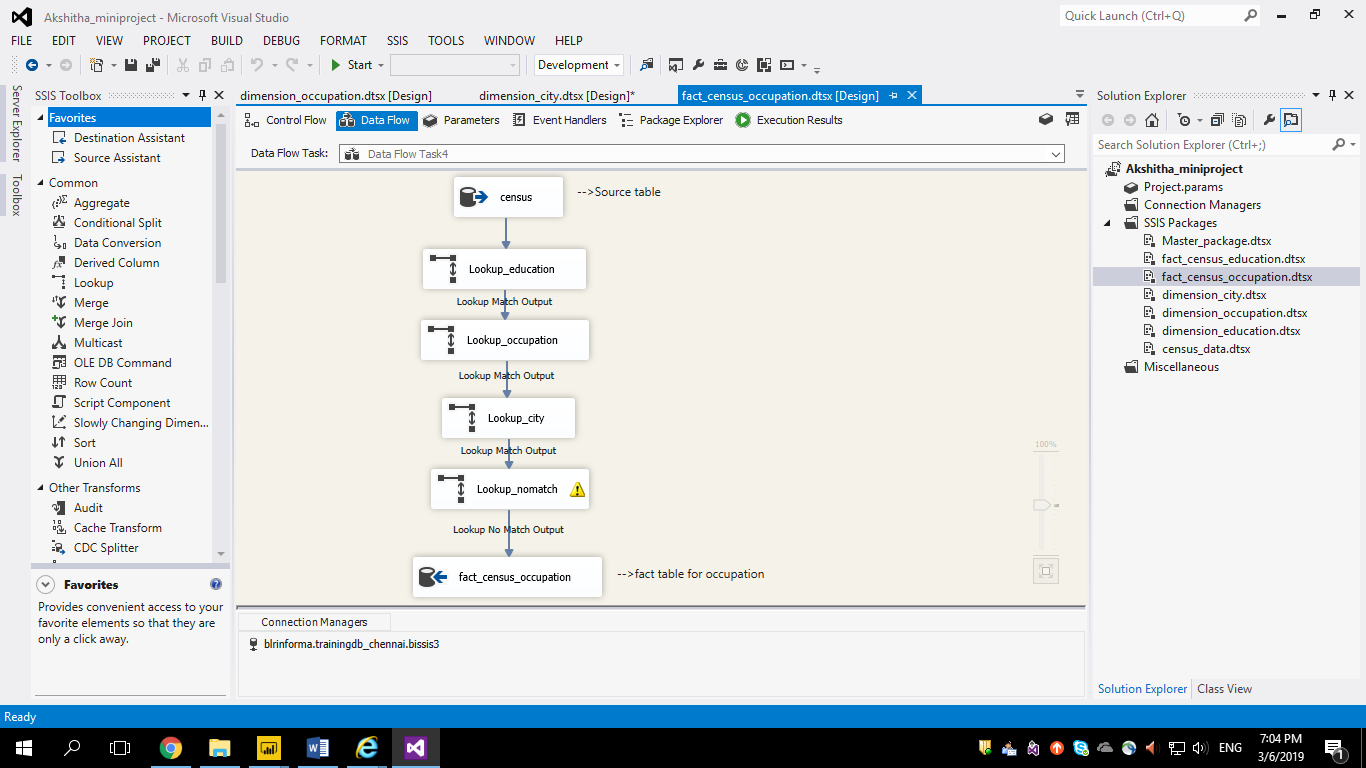 Akshitha_miniproject - Microsoft Visual Studio
Quick Launch (Ctrl+Q)
FILE EDIT VIEW PROJECT BUILD DEBUG FORMAT SSIS TOOLS WINDOW HELP
Start
Development
Server Explorer
Toolbox
SSIS Toolbox
Favorites
Destination Assistant
Source Assistant
Common
Aggregate
Conditional Split
Data Conversion
Derived Column
Lookup
Merge
Merge Join
Multicast
OLE DB Command
Row Count
Script Component
Slowly Changing Dimen...
Sort
Union All
Other Transforms
Audit
Cache Transform
CDC Splitter
Favorites
Provides convenient access to your
favorite elements so that they are
only a click away.
dimension_occupation.dtsx [Design]
dimension_city.dtsx [Design]*
fact_census_occupation.dtsx [Design]
Control Flow
Data Flow
Parameters
Event Handlers
Package Explorer
Execution Results
Data Flow Task:
Data Flow Task4
census
-->Source table
Lookup_education
Lookup Match Output
Lookup_occupation
Lookup Match Output
Lookup_city
Lookup Match Output
Lookup_nomatch
Lookup No Match Output
fact_census_occupation
-->fact table for occupation
100%
Connection Managers
blrinforma.trainingdb_chennai.bissis3
Solution Explorer
Search Solution Explorer (Ctrl+;)
Akshitha_miniproject
Project.params
Connection Managers
SSIS Packages
Master_package.dtsx
fact_census_education.dtsx
fact_census_occupation.dtsx
dimension_city.dtsx
dimension_occupation.dtsx
dimension_education.dtsx
census_data.dtsx
Miscellaneous
Solution Explorer
Class View
Ready
ENG
7:04 PM
3/6/2019
1